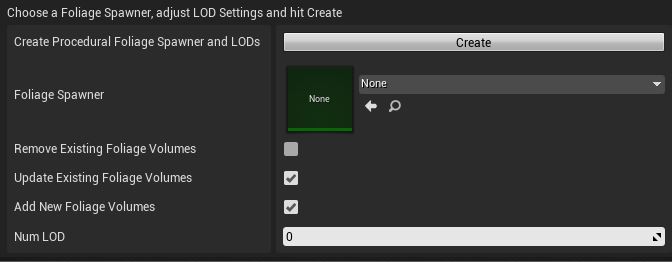 Choose a Foliage Spawner, adjust LOD Settings and hit Create
Create Procedural Foliage Spawner and LODs
Create
Foliage Spawner
None
None
Remove Existing Foliage Volumes
Update Existing Foliage Volumes
Add New Foliage Volumes
Num LOD
0